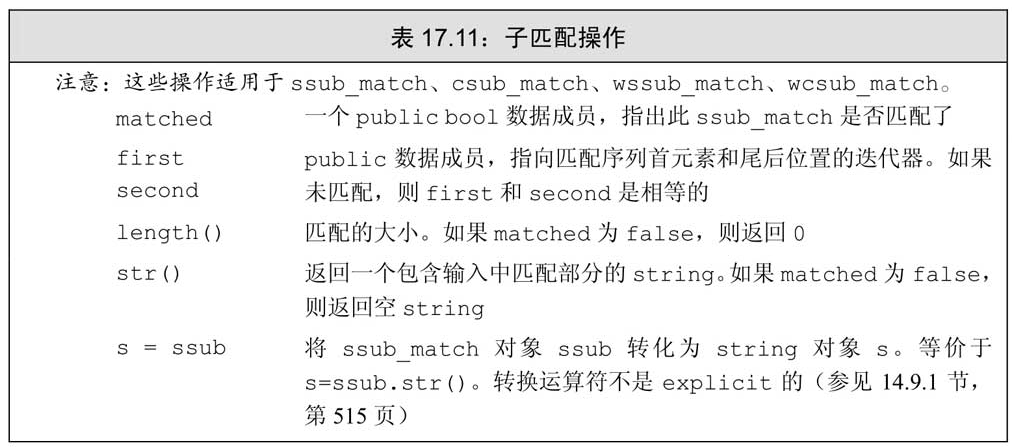 表 17.11：子匹配操作
注意：这些操作适用于 ssub_match、csub_match、wssub_match、wcsub_match。
matched 一个 public bool 数据成员，指出此 ssub_match 是否匹配了
first public 数据成员，指向匹配序列首元素和尾后位置的迭代器。如果
second 未匹配，则 first 和 second 是相等的
length() 匹配的大小。如果 matched 为 false，则返回 0
str() 返回一个包含输入中匹配部分的 string。如果 matched 为 false，
则返回空 string
s = ssub 将 ssub_match 对象 ssub 转化为 string 对象 s。等价于
s=ssub.str()。转换运算符不是 explicit 的（参见 14.9.1 节，
第 515 页）